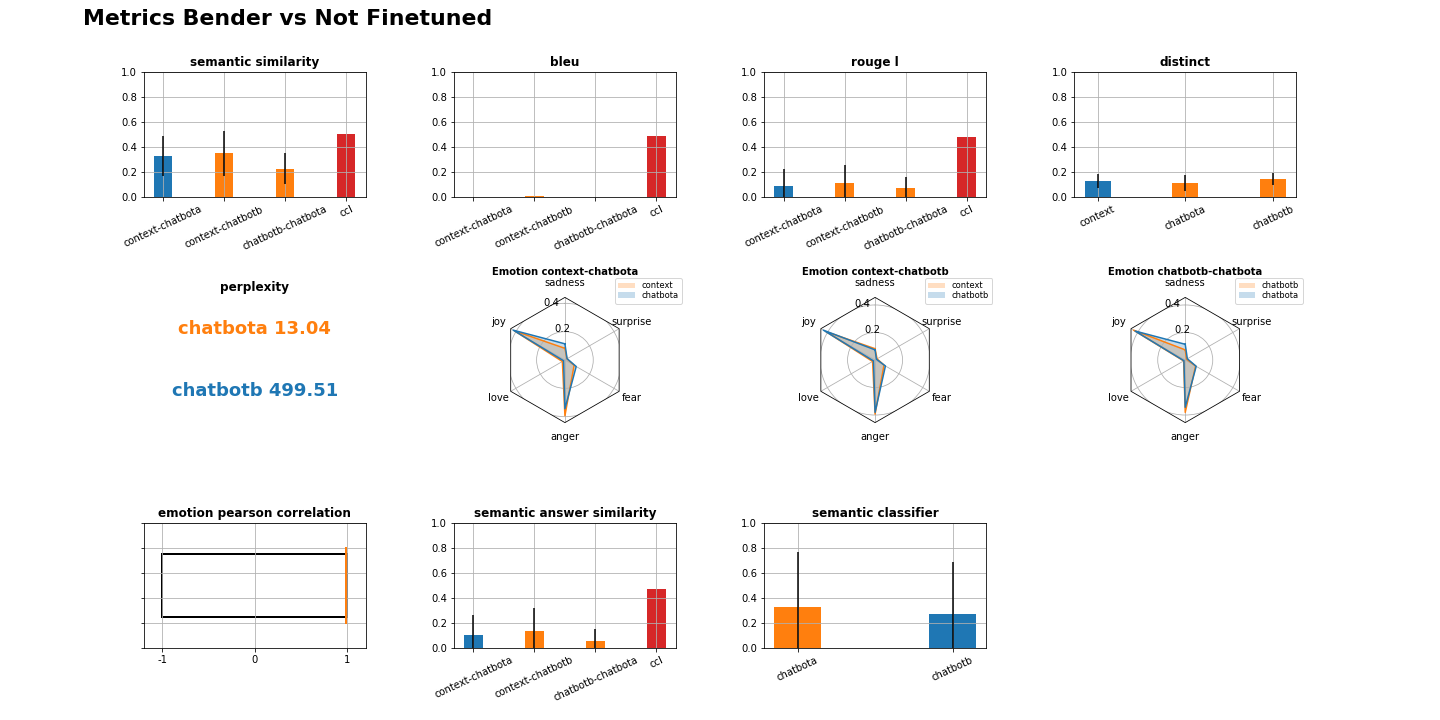 Metrics Bender vs Not Finetuned
semantic similarity
1.0
0.8
0.6
0.4
0.2
0.0
context-chatbota
context-chatbotb
chatbotb-chatbota
ccl
bleu
1.0
0.8
0.6
0.4
0.2
0.0
context-chatbota
context-chatbotb
chatbotb-chatbota
ccl
rouge l
1.0
0.8
0.6
0.4
0.2
0.0
context-chatbota
context-chatbotb
chatbotb-chatbota
ccl
distinct
1.0
0.8
0.6
0.4
0.2
0.0
context
chatbota
chatbotb
perplexity
chatbota 13.04
chatbotb 499.51
Emotion context-chatbota
sadness
context
chatbota
0.4
0.2
joy
surprise
love
fear
anger
Emotion context-chatbotb
sadness
context
chatbotb
0.4
0.2
joy
surprise
love
fear
anger
Emotion chatbotb-chatbota
sadness
chatbotb
chatbota
0.4
0.2
joy
surprise
love
fear
anger
emotion pearson correlation
-1
0
1
semantic answer similarity
1.0
0.8
0.6
0.4
0.2
0.0
context-chatbota
context-chatbotb
chatbotb-chatbota
ccl
semantic classifier
1.0
0.8
0.6
0.4
0.2
0.0
chatbota
chatbotb